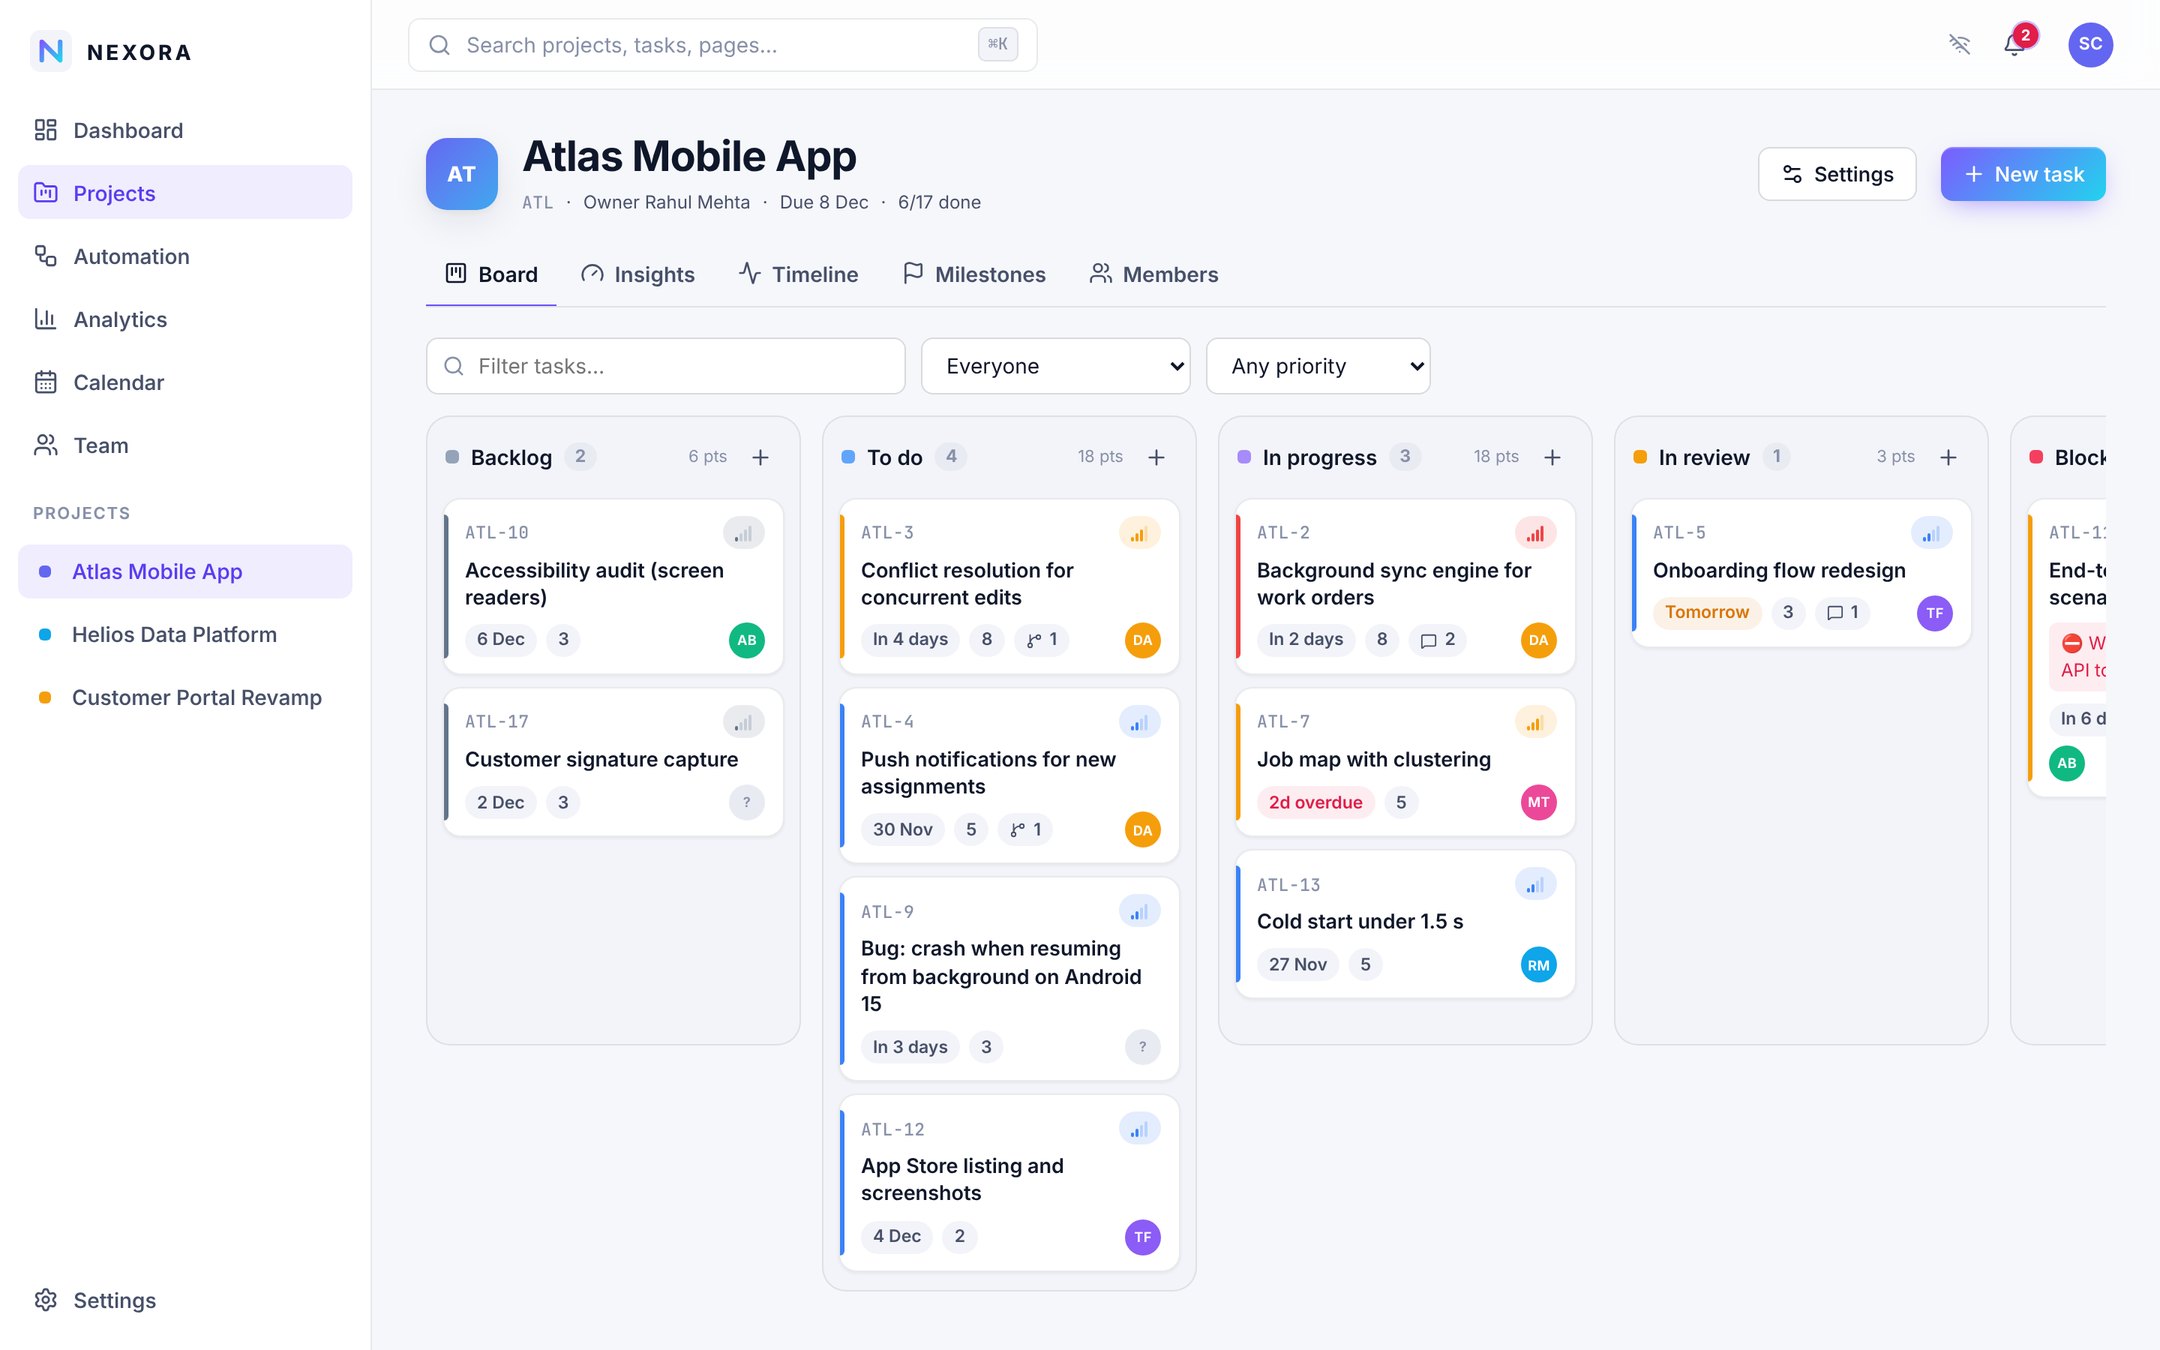 NEXORA
Dashboard
Projects
Automation
Analytics
Calendar
Team
PROJECTS
Atlas Mobile App
Helios Data Platform
Customer Portal Revamp
Settings
Search projects, tasks, pages...
⌘K
2
SC
AT
Atlas Mobile App
ATL · Owner Rahul Mehta · Due 8 Dec · 6/17 done
Settings
New task
Board
Insights
Timeline
Milestones
Members
Filter tasks...
Everyone
Any priority
Backlog 2 6 pts
ATL-10
Accessibility audit (screen
readers)
6 Dec 3 AB
ATL-17
Customer signature capture
2 Dec 3 ?
To do 4 18 pts
ATL-3
Conflict resolution for
concurrent edits
In 4 days 8 1 DA
ATL-4
Push notifications for new
assignments
30 Nov 5 1 DA
ATL-9
Bug: crash when resuming
from background on Android
15
In 3 days 3 ?
ATL-12
App Store listing and
screenshots
4 Dec 2 TF
In progress 3 18 pts
ATL-2
Background sync engine for
work orders
In 2 days 8 2 DA
ATL-7
Job map with clustering
2d overdue 5 MT
ATL-13
Cold start under 1.5 s
27 Nov 5 RM
In review 1 3 pts
ATL-5
Onboarding flow redesign
Tomorrow 3 1 TF
Block
ATL-11
End-t
scena
W
API to
In 6 d
AB